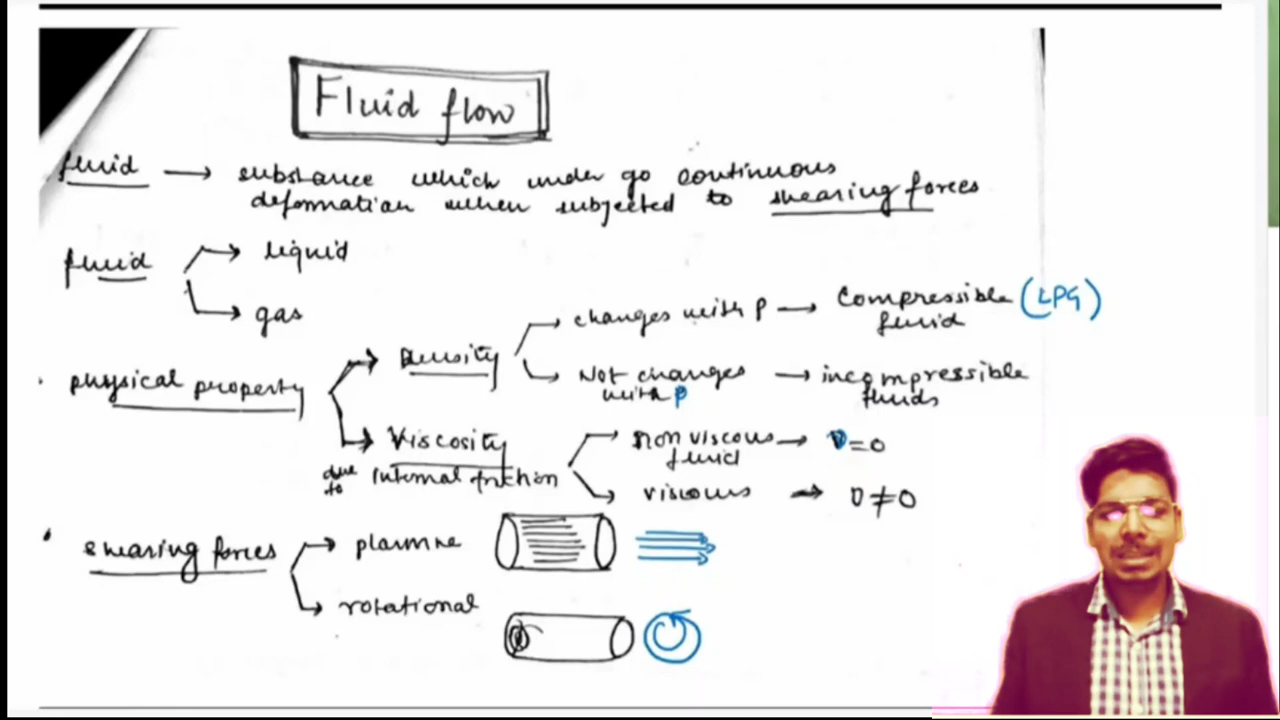 Fluid flow
fluid → substance which under go continuous
deformation when subjected to shearing forces
fluid → liquid
→ gas
physical property → Density → changes with P → compressible fluid (LPG)
→ Not changes with P → incompressible fluids
→ Viscosity due to internal friction → non viscous fluid → = 0
→ viscous → ≠ 0
shearing forces →
→ rotational